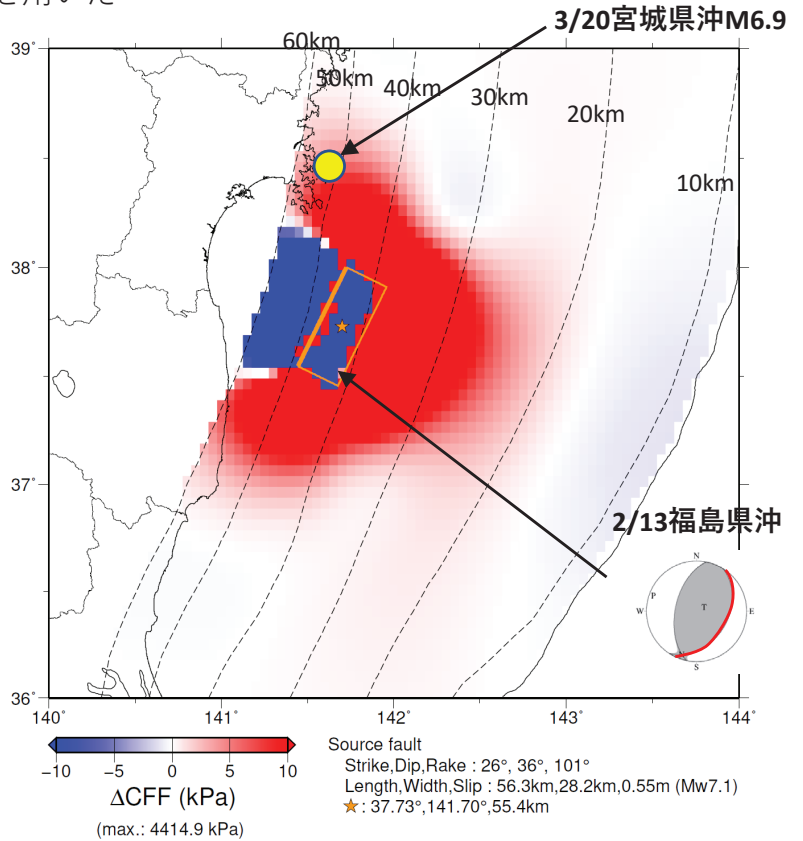 を用いた
3/20宮城県沖M6.9
39°
60km
50km
40km
30km
20km
10km
38°
37°
2/13福島県沖
N
P
T
W
E
S
36°
140°
141°
142°
143°
144°
−10
−5
0
5
10
ΔCFF (kPa)
(max.: 4414.9 kPa)
Source fault
Strike,Dip,Rake : 26°, 36°, 101°
Length,Width,Slip : 56.3km,28.2km,0.55m (Mw7.1)
★: 37.73°,141.70°,55.4km